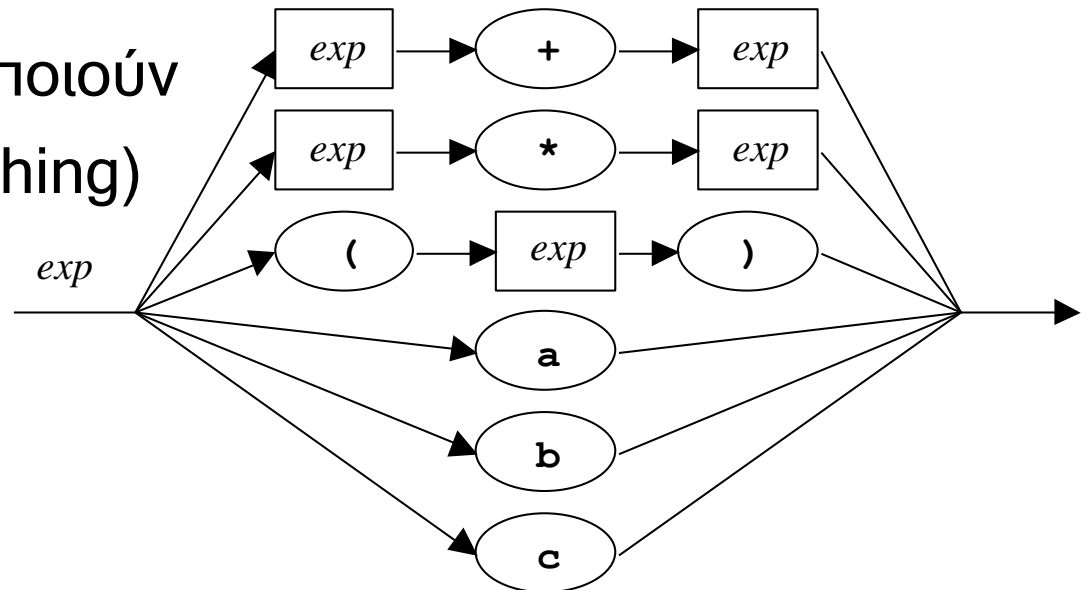 exp + exp
ποιούν
exp * exp
hing)
( exp )
exp
a
b
c